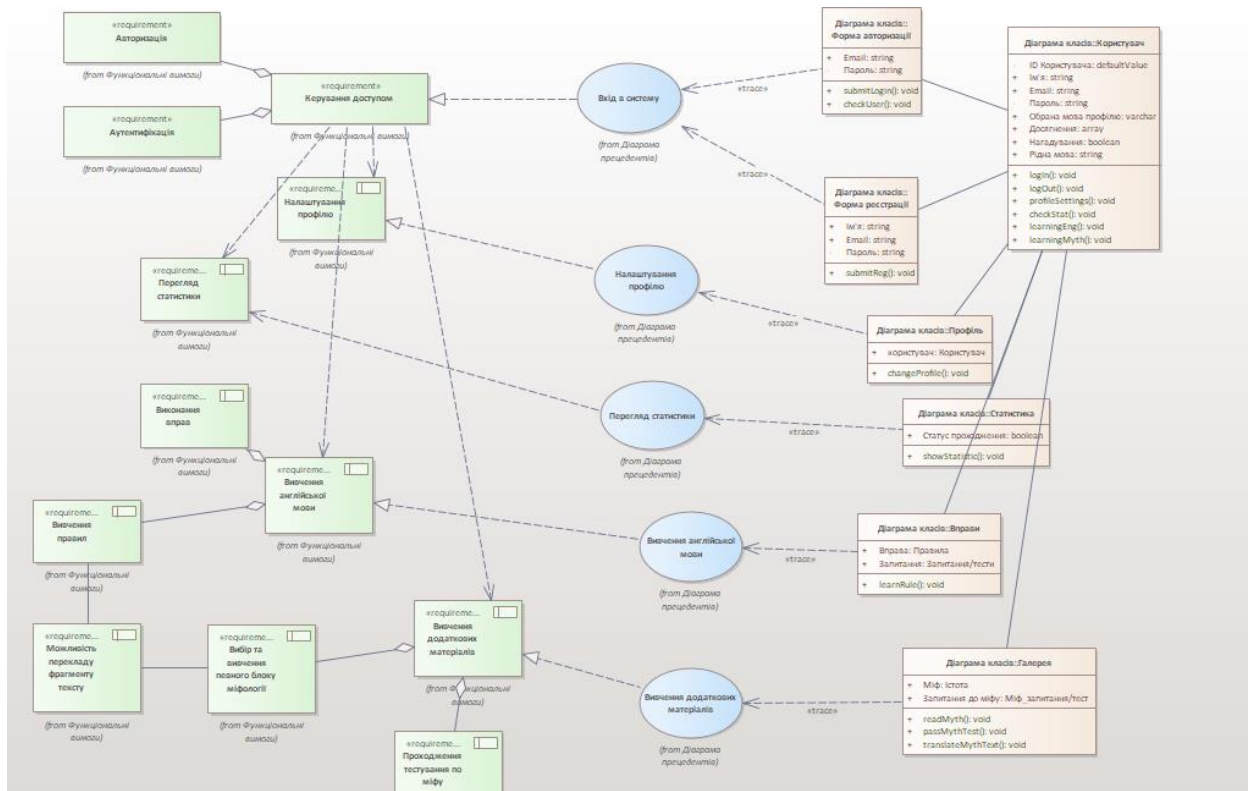 «requirement»
Авторизація
(from Функціональні вимоги)
«requirement»
Аутентифікація
(from Функціональні вимоги)
«requirement»
Керування доступом
(from Функціональні вимоги)
«requireme...
Налаштування
профілю
(from Функціональні
вимоги)
«requireme...
Перегляд
статистики
(from Функціональні
вимоги)
«requireme...
Виконання
вправ
(from Функціональні
вимоги)
«requireme...
Вивчення
англійської
мови
(from Функціональні
вимоги)
«requireme...
Вивчення
правил
(from Функціональні
вимоги)
«requireme...
Можливість
перекладу
фрагменту
тексту
(from Функціональні
вимоги)
«requireme...
Вибір та
вивчення
певного блоку
міфології
(from Функціональні
вимоги)
«requireme...
Вивчення
додаткових
матеріалів
(from Функціональні
вимоги)
«requireme...
Проходження
тестування по
міфу
Вхід в систему
(from Діаграма
прецедентів)
Налаштування
профілю
(from Діаграма
прецедентів)
Перегляд статистики
(from Діаграма
прецедентів)
Вивчення англійської
мови
(from Діаграма
прецедентів)
Вивчення додаткових
матеріалів
(from Діаграма
прецедентів)
«trace»
«trace»
«trace»
«trace»
«trace»
«trace»
Діаграма класів::
Форма авторизації
+ Email: string
- Пароль: string
+ submitLogin(): void
+ checkUser(): void
Діаграма класів::
Форма реєстрації
+ Ім'я: string
+ Email: string
- Пароль: string
+ submitReg(): void
Діаграма класів::Користувач
- ID Користувача: defaultValue
+ Ім'я: string
+ Email: string
- Пароль: string
+ Обрана мова профілю: varchar
+ Досягнення: array
+ Нагадування: boolean
+ Рідна мова: string
+ logIn(): void
+ logOut(): void
+ profileSettings(): void
+ checkStat(): void
+ learningEng(): void
+ learningMyth(): void
Діаграма класів::Профіль
+ користувач: Користувач
+ changeProfile(): void
Діаграма класів::Статистика
+ Статус проходження: boolean
+ showStatistic(): void
Діаграма класів::Вправи
+ Вправа: Правила
+ Запитання: Запитання/тести
+ learnRule(): void
Діаграма класів::Галерея
+ Міф: Істота
+ Запитання до міфу: Міф_запитання/тест
+ readMyth(): void
+ passMythTest(): void
+ translateMythText(): void